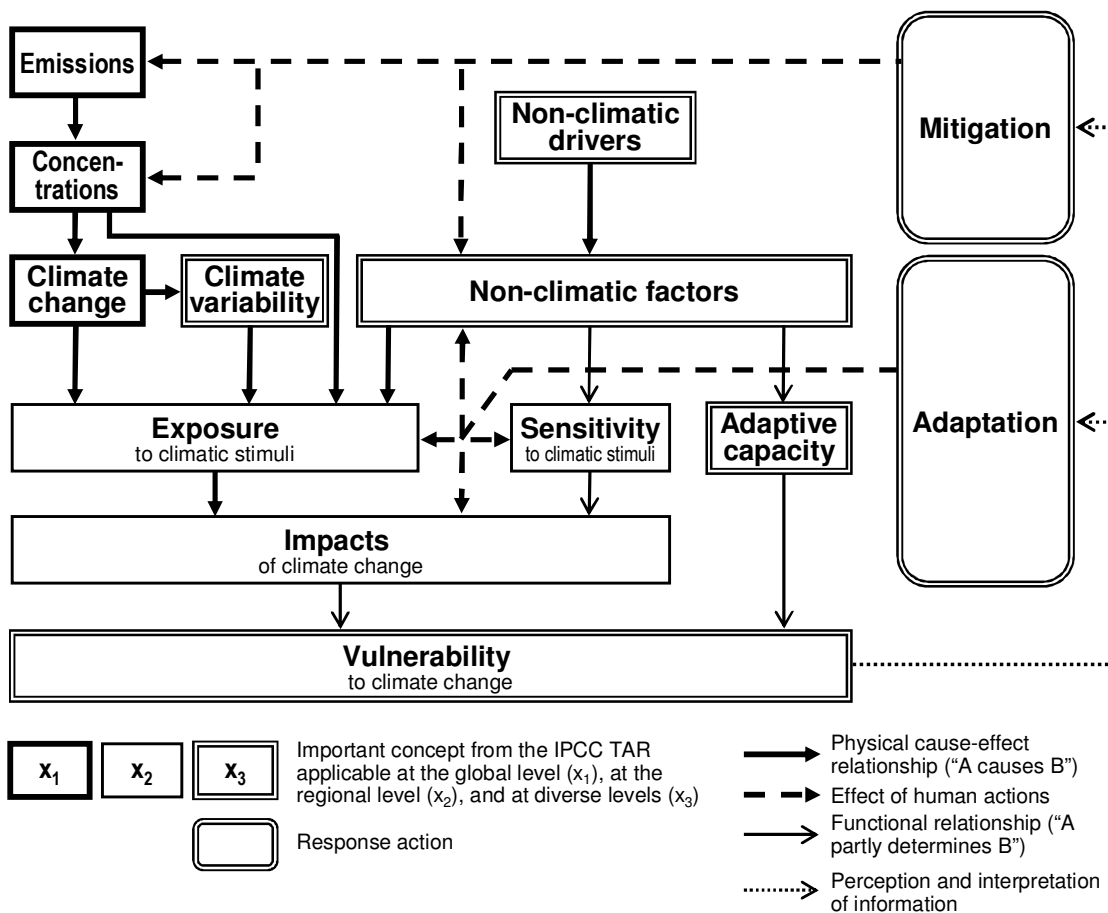 Emissions
Non-climatic
drivers
Mitigation
Concen-
trations
Climate
change
Climate
variability
Non-climatic factors
Exposure
to climatic stimuli
Sensitivity
to climatic stimuli
Adaptive
capacity
Adaptation
Impacts
of climate change
Vulnerability
to climate change
x1
x2
x3
Important concept from the IPCC TAR
applicable at the global level (x1), at the
regional level (x2), and at diverse levels (x3)
Response action
Physical cause-effect
relationship (“A causes B”)
Effect of human actions
Functional relationship (“A
partly determines B”)
Perception and interpretation
of information